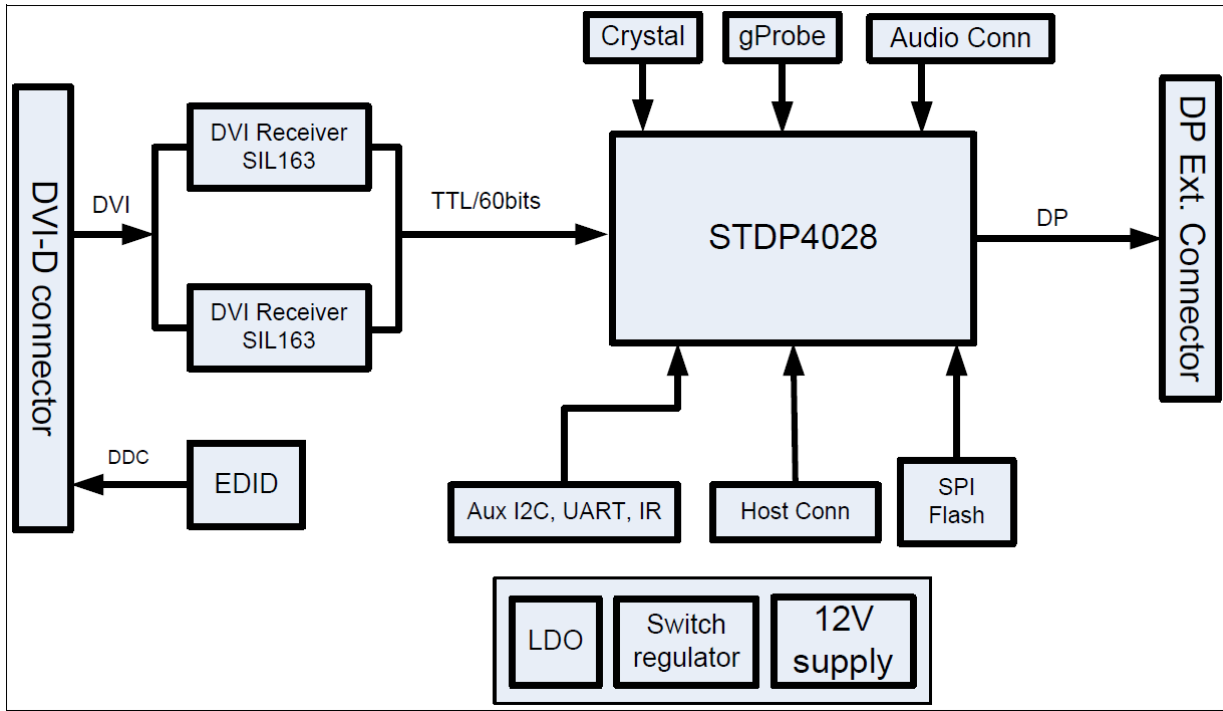 Crystal
gProbe
Audio Conn
DVI-D connector
DVI
DVI Receiver
SIL163
DVI Receiver
SIL163
TTL/60bits
STDP4028
DP
DP Ext. Connector
DDC
EDID
Aux I2C, UART, IR
Host Conn
SPI
Flash
LDO
Switch
regulator
12V
supply